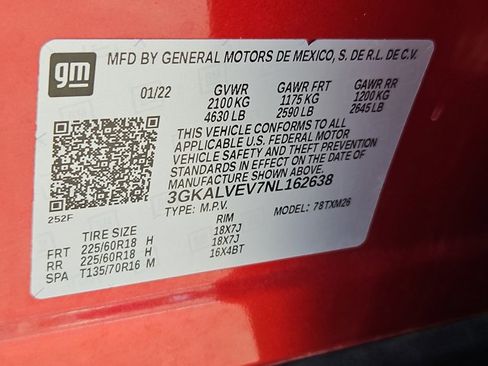 gm
MFD BY GENERAL MOTORS DE MEXICO, S. DE R.L. DE C.V.
01/22 GVWR GAWR FRT GAWR RR
2100 KG 1175 KG 1200 KG
4630 LB 2590 LB 2645 LB
THIS VEHICLE CONFORMS TO ALL
APPLICABLE U.S. FEDERAL MOTOR
VEHICLE SAFETY AND THEFT PREVENTION
STANDARDS IN EFFECT ON THE DATE OF
MANUFACTURE SHOWN ABOVE.
3GKALVEV7NL162638
252F
TYPE: M.P.V. MODEL: 78TXM26
TIRE SIZE RIM
FRT 225/60R18 H 18X7J
RR 225/60R18 H 18X7J
SPA T135/70R16 M 16X4BT